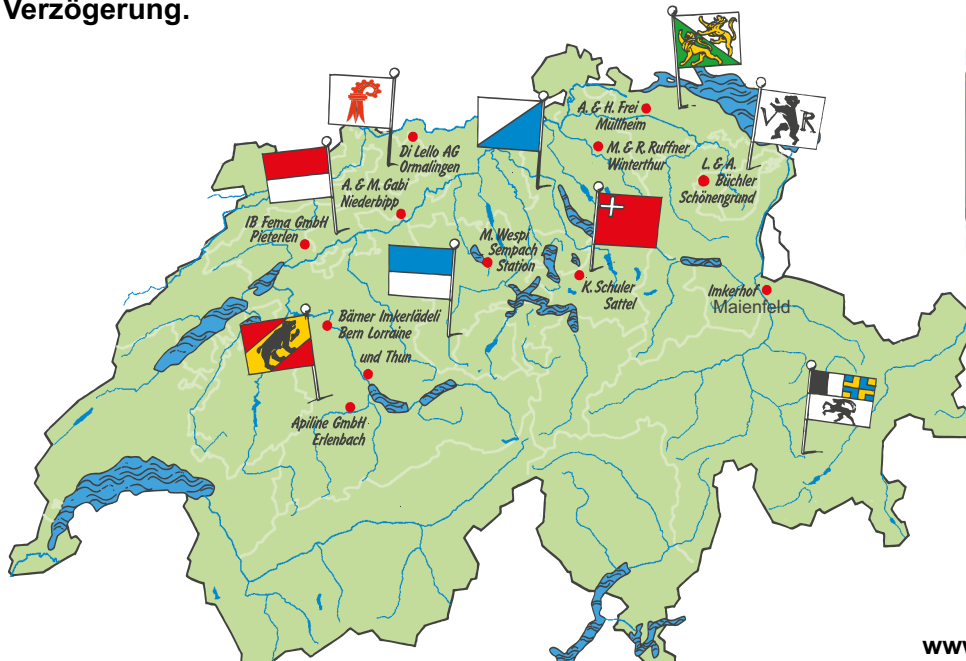 Verzögerung.
V R
A. & H. Frei
Müllheim
M. & R. Ruffner
Winterthur
L. & A.
Büchler
Schönengrund
Di Lello AG
Ormalingen
A. & M. Gabi
Niederbipp
IB Fema GmbH
Pieterlen
M. Wespi
Sempach
Station
K. Schuler
Sattel
Imkerhof
Maienfeld
Bärner Imkerlädeli
Bern Lorraine
und Thun
Apiline GmbH
Erlenbach
www